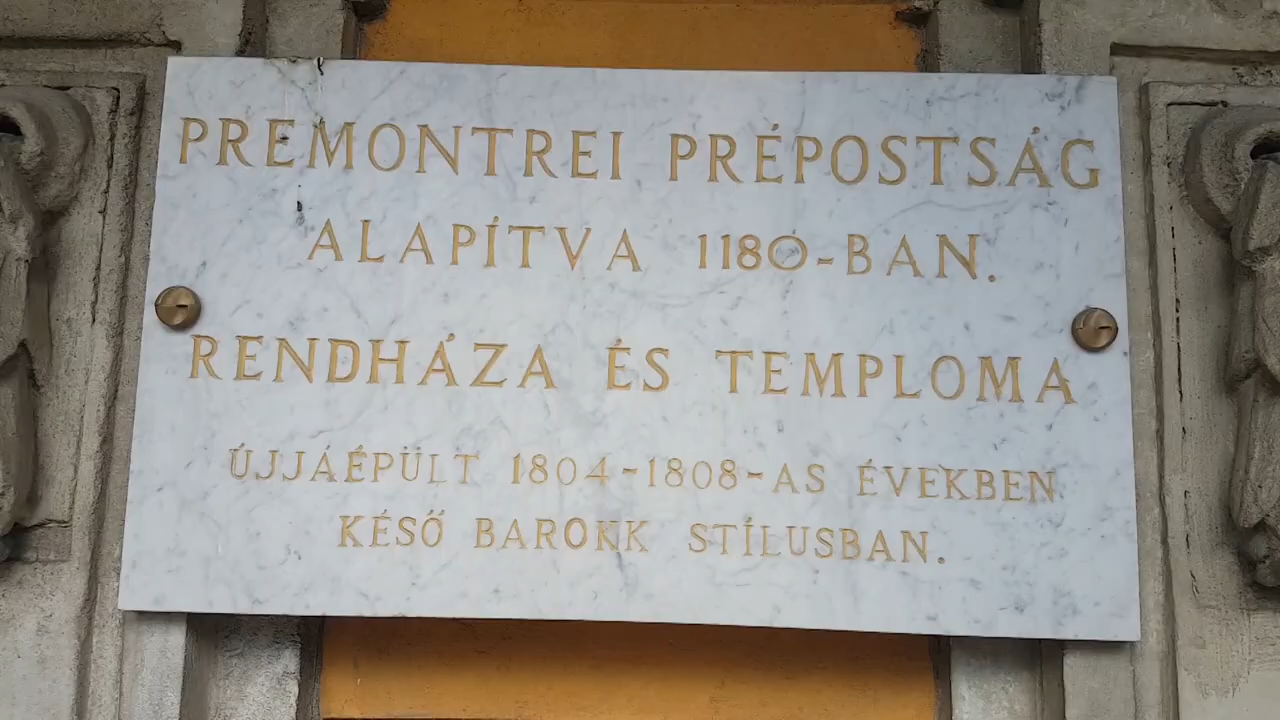 PREMONTREI PRÉPOSTSÁG
ALAPÍTVA 1180-BAN.
RENDHÁZA ÉS TEMPLOMA
ÚJJÁÉPÜLT 1804-1808-AS ÉVEKBEN
KÉSŐ BAROKK STÍLUSBAN.